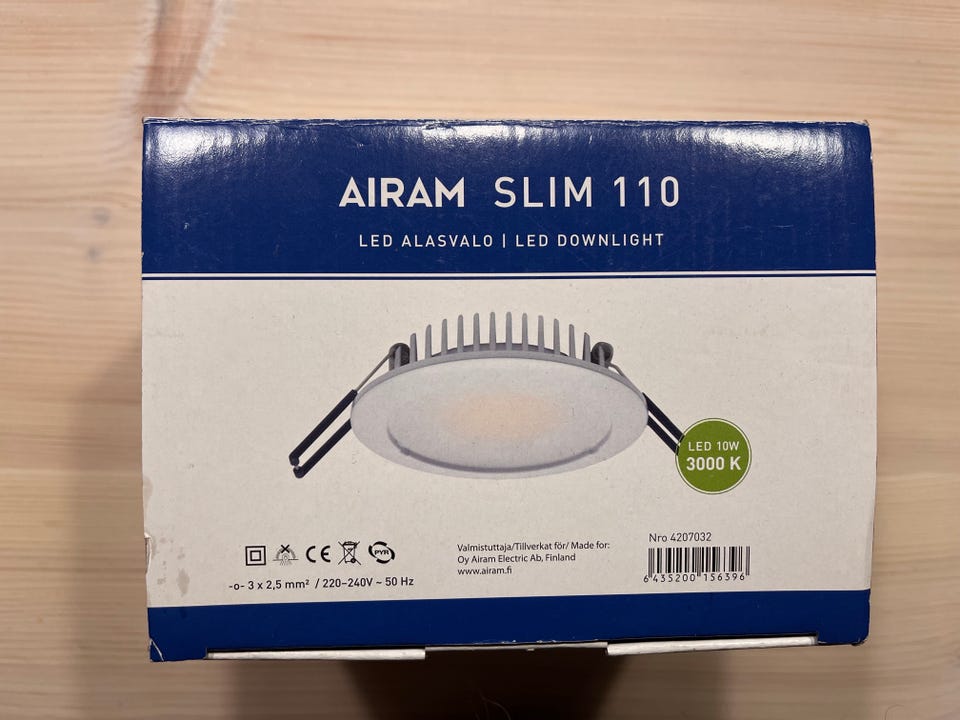 AIRAM SLIM 110
LED ALASVALO | LED DOWNLIGHT
LED 10W
3000 K
Nro 4207032
CE
PYR
Valmistuttaja/Tillverkat för/ Made for:
Oy Airam Electric Ab, Finland
www.airam.fi
-o- 3 x 2,5 mm² / 220–240V ~ 50 Hz
6 435200 156396